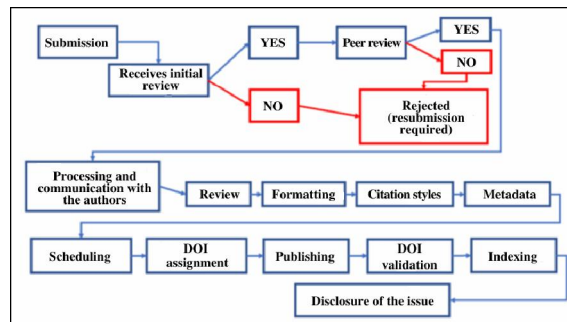 Submission
Receives initial
review
YES
Peer review
YES
NO
NO
Rejected
(resubmission
required)
Processing and
communication with
the authors
Review
Formatting
Citation styles
Metadata
Scheduling
DOI
assignment
Publishing
DOI
validation
Indexing
Disclosure of the issue